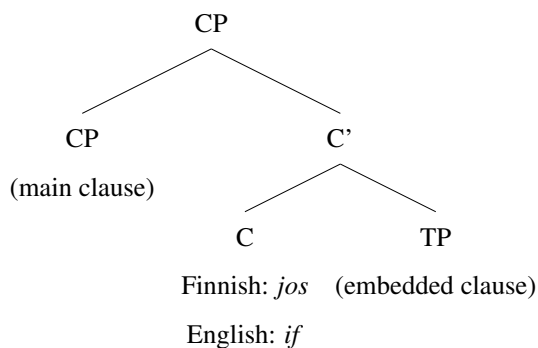 CP
CP C’
(main clause)
C TP
Finnish: jos (embedded clause)
English: if